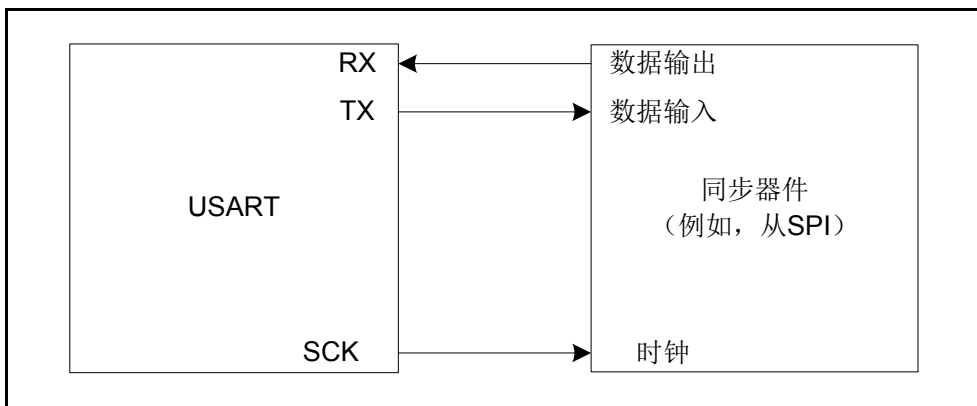 RX
数据输出
TX
数据输入
USART
同步器件
（例如，从SPI）
SCK
时钟